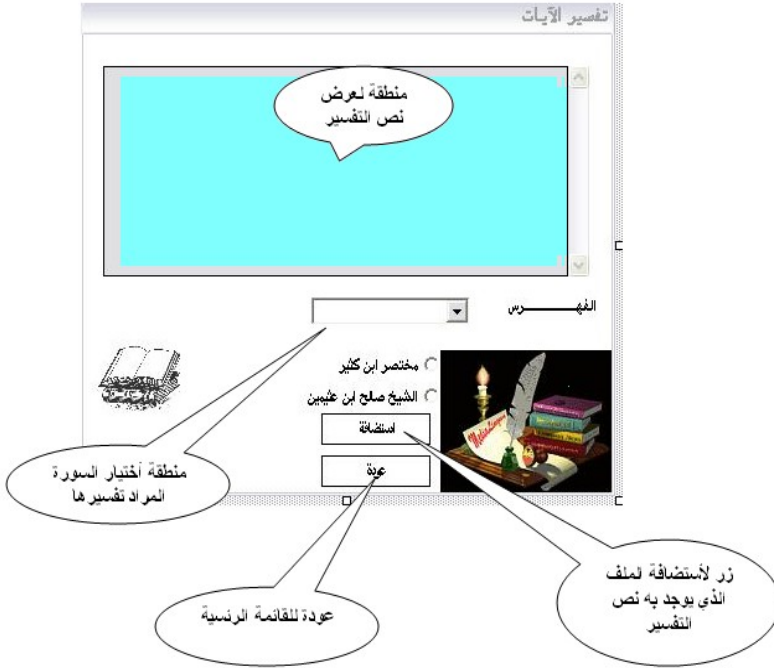 تفسير الآيات
منطقة لعرض
نص التفسير
الفهـــــــرس
مختصر ابن كثير
الشيخ صالح ابن عثيمين
استضافة
عودة
منطقة أختيار السورة
المراد تفسيرها
زر لأستضافة الملف
الذي يوجد به نص
التفسير
عودة للقائمة الرئسية